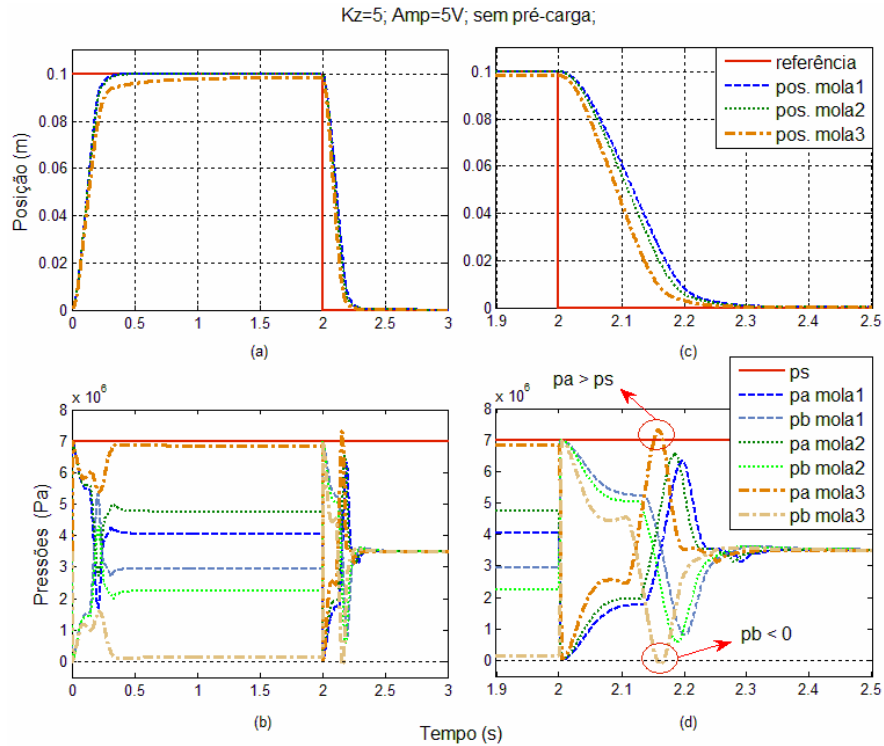 Kz=5; Amp=5V; sem pré-carga;
Posição (m)
0.1
0.08
0.06
0.04
0.02
0
0 0.5 1 1.5 2 2.5 3
(a)
0.1
0.08
0.06
0.04
0.02
0
1.9 2 2.1 2.2 2.3 2.4 2.5
(c)
referência
pos. mola1
pos. mola2
pos. mola3
Pressões (Pa)
x 10^6
8
7
6
5
4
3
2
1
0
0 0.5 1 1.5 2 2.5 3
(b)
x 10^6
8
7
6
5
4
3
2
1
0
1.9 2 2.1 2.2 2.3 2.4 2.5
(d)
pa > ps
pb < 0
ps
pa mola1
pb mola1
pa mola2
pb mola2
pa mola3
pb mola3
Tempo (s)